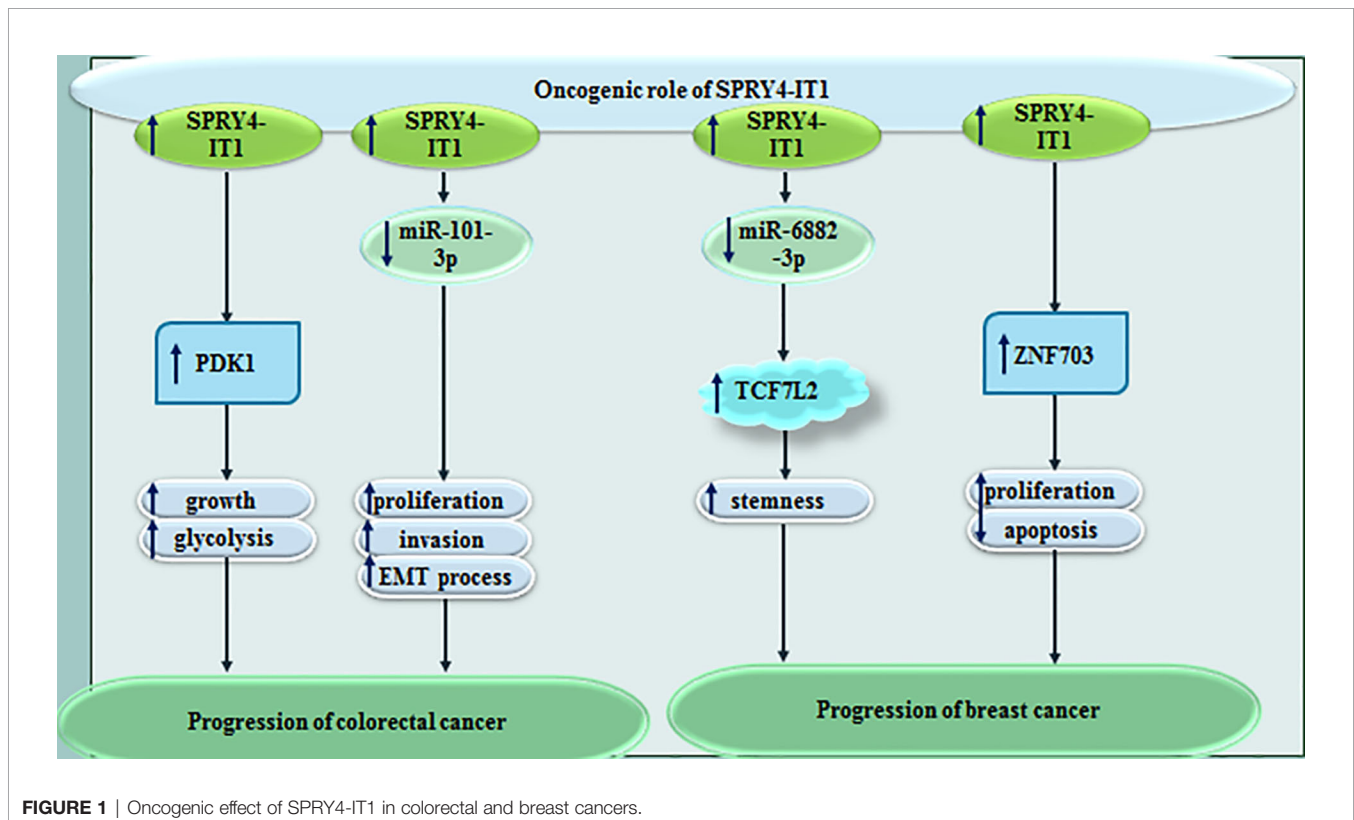 Oncogenic role of SPRY4-IT1
SPRY4-
IT1
SPRY4-
IT1
SPRY4-
IT1
SPRY4-
IT1
miR-101-
3p
miR-6882
-3p
PDK1
TCF7L2
ZNF703
growth
glycolysis
proliferation
invasion
EMT process
stemness
proliferation
apoptosis
Progression of colorectal cancer
Progression of breast cancer
FIGURE 1 | Oncogenic effect of SPRY4-IT1 in colorectal and breast cancers.